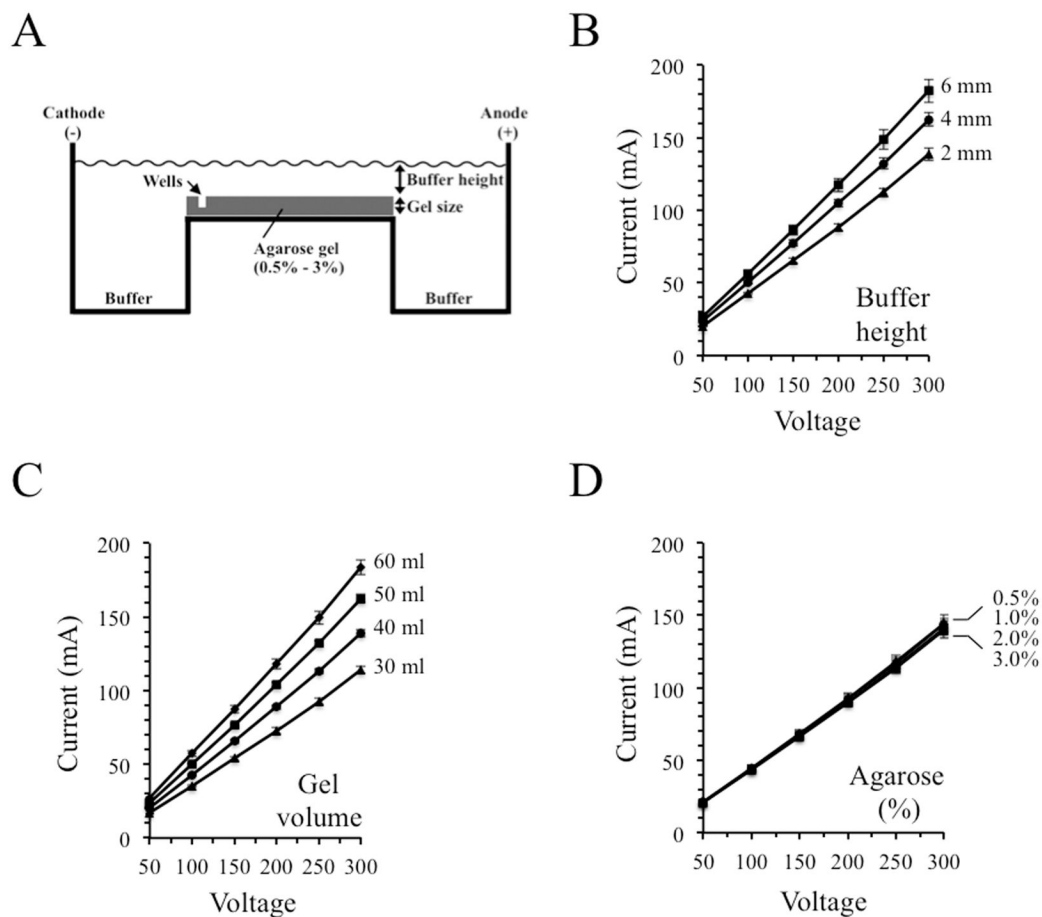 A
Cathode
(-)
Anode
(+)
Wells
Buffer height
Gel size
Agarose gel
(0.5% - 3%)
Buffer
Buffer
B
Current (mA)
200
150
100
50
0
6 mm
4 mm
2 mm
Buffer
height
50 100 150 200 250 300
Voltage
C
Current (mA)
200
150
100
50
0
60 ml
50 ml
40 ml
30 ml
Gel
volume
50 100 150 200 250 300
Voltage
D
Current (mA)
200
150
100
50
0
0.5%
1.0%
2.0%
3.0%
Agarose
(%)
50 100 150 200 250 300
Voltage